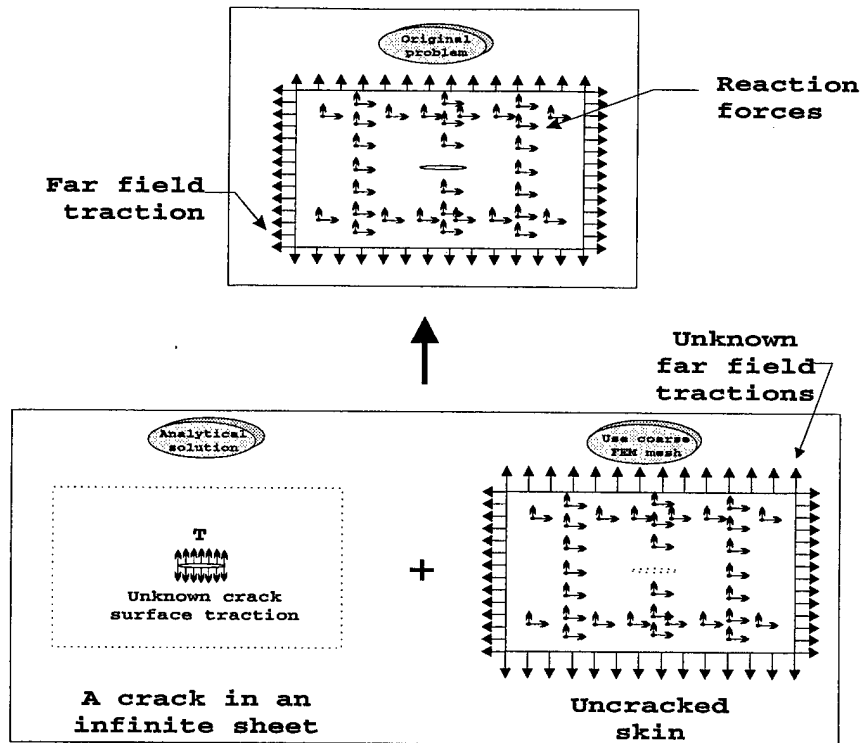 Original
problem
Reaction
forces
Far field
traction
Unknown
far field
tractions
Analytical
solution
Use coarse
FEM mesh
T
+
Unknown crack
surface traction
A crack in an
infinite sheet
Uncracked
skin